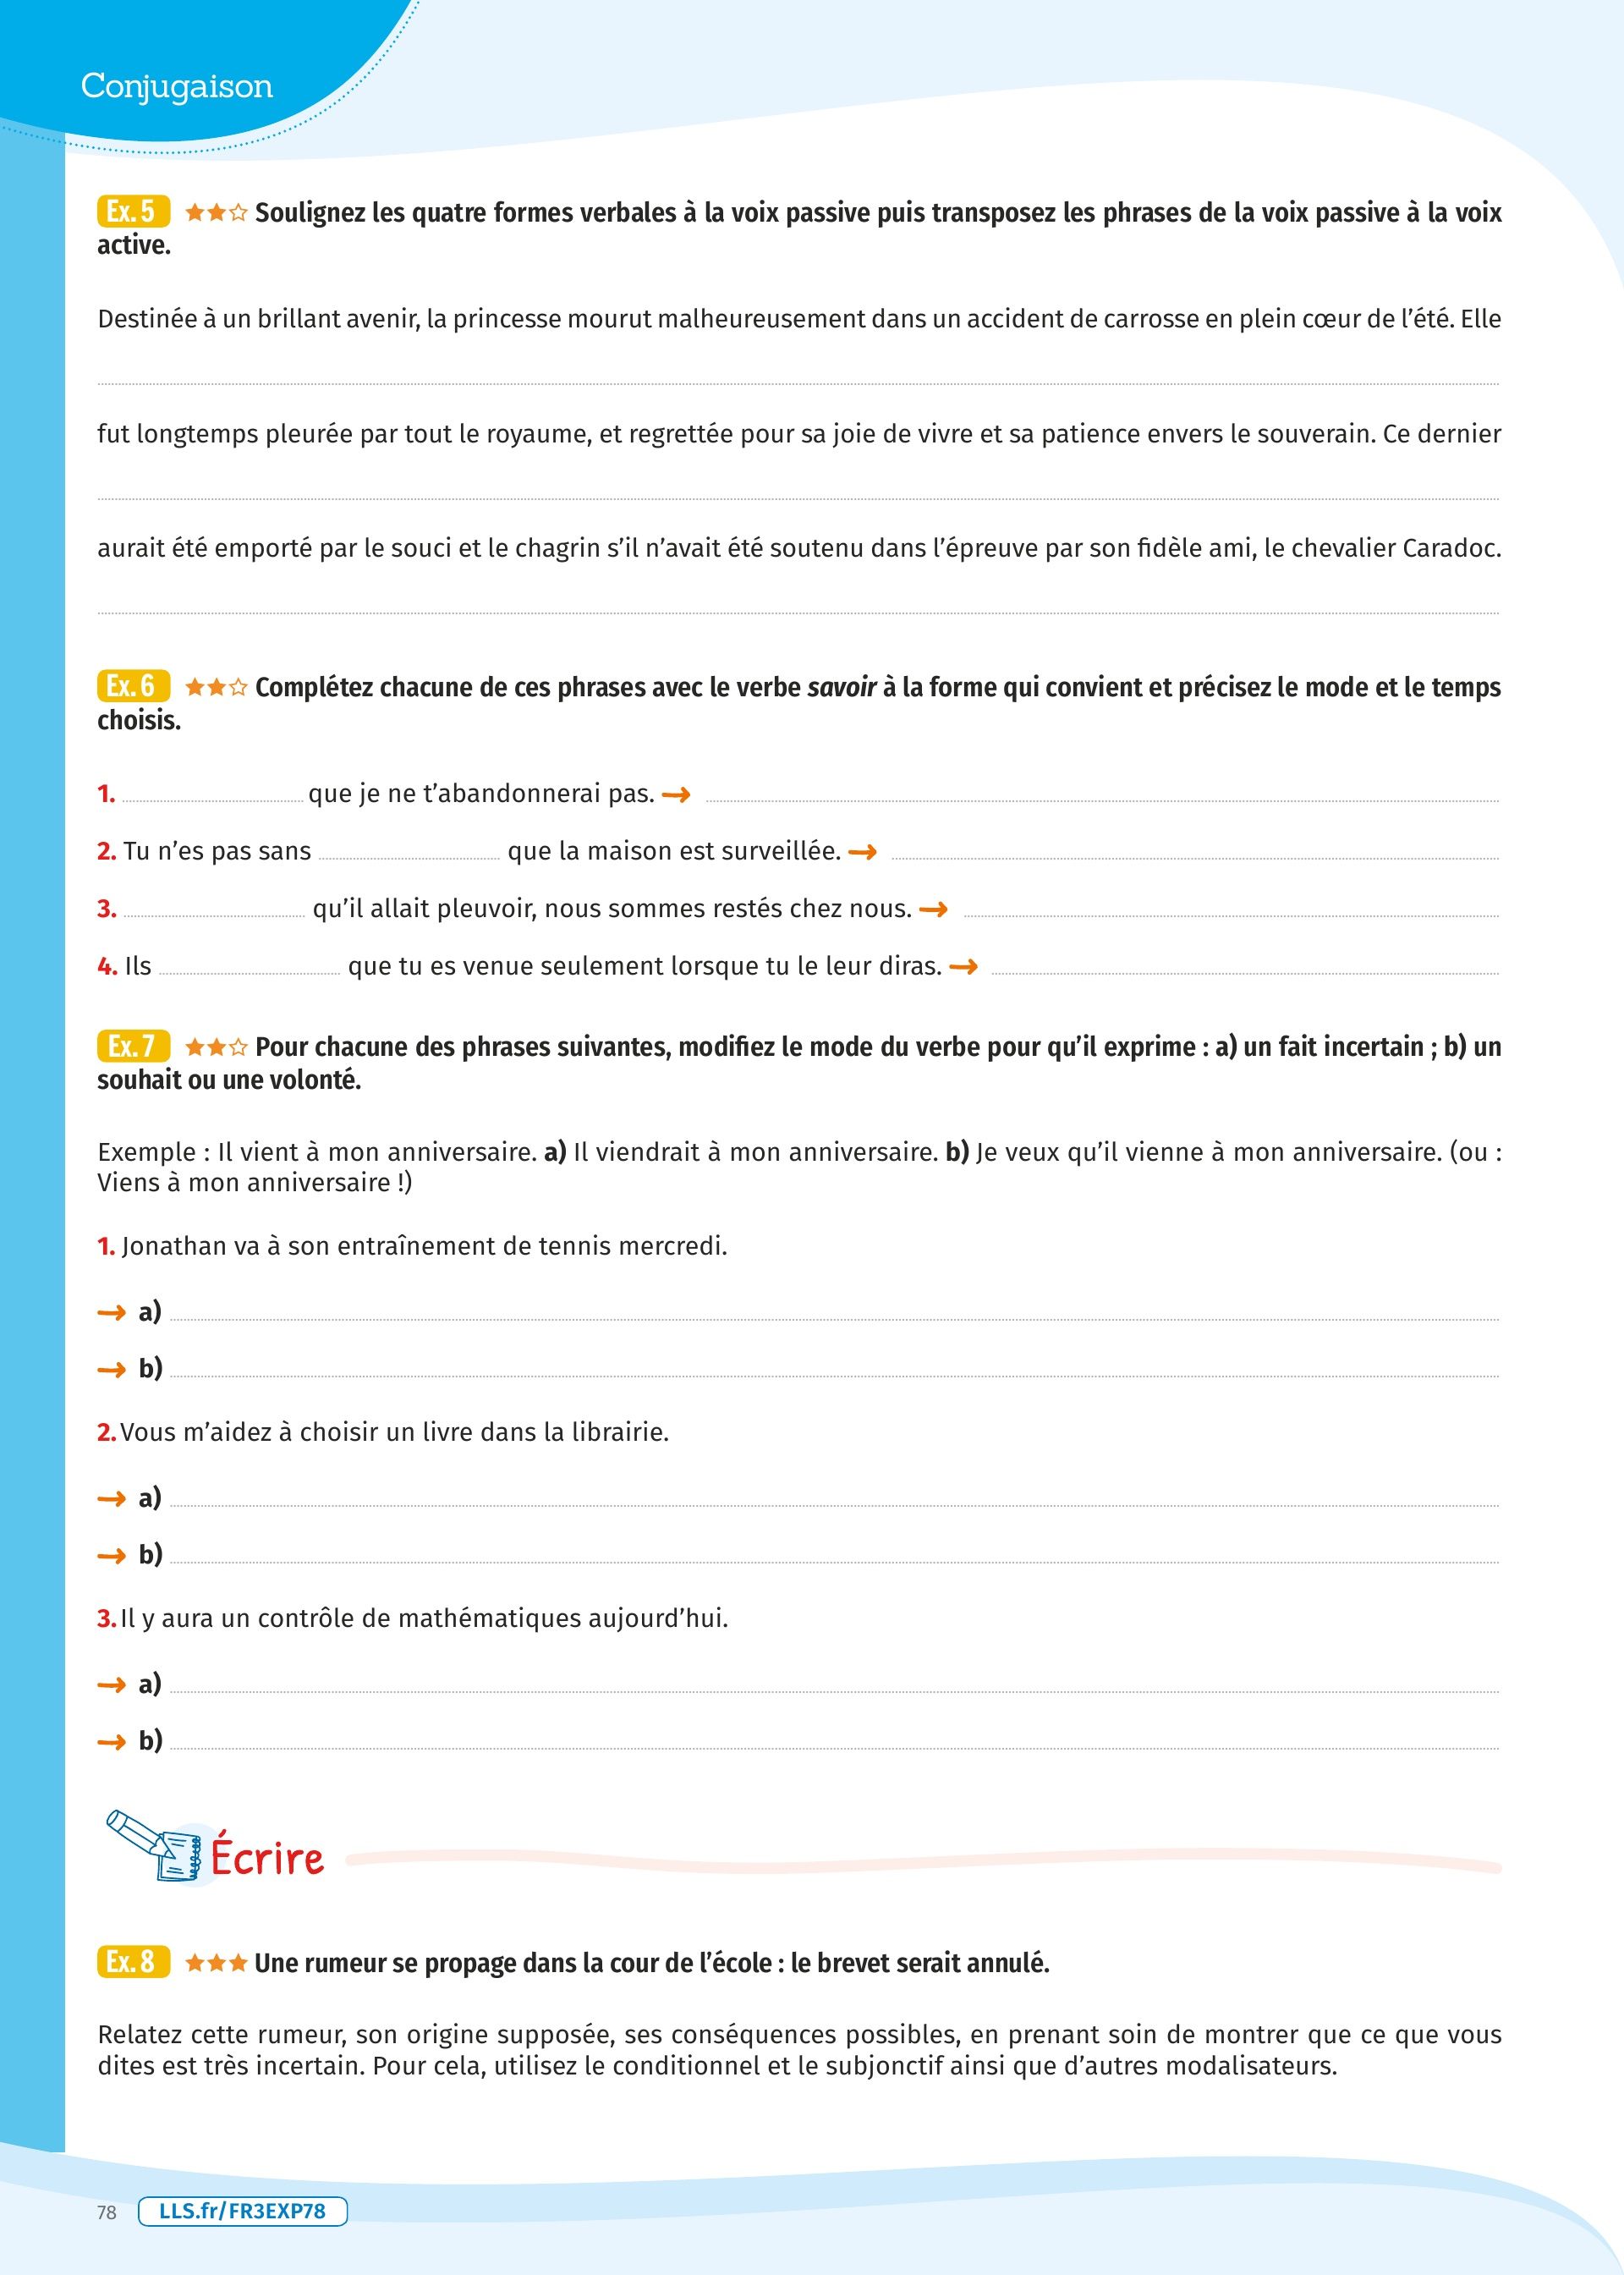 Conjugaison
Ex. 5 Soulignez les quatre formes verbales à la voix passive puis transposez les phrases de la voix passive à la voix
active.
Destinée à un brillant avenir, la princesse mourut malheureusement dans un accident de carrosse en plein cœur de l’été. Elle
fut longtemps pleurée par tout le royaume, et regrettée pour sa joie de vivre et sa patience envers le souverain. Ce dernier
aurait été emporté par le souci et le chagrin s’il n’avait été soutenu dans l’épreuve par son fidèle ami, le chevalier Caradoc.
Ex. 6 Complétez chacune de ces phrases avec le verbe savoir à la forme qui convient et précisez le mode et le temps
choisis.
1. que je ne t’abandonnerai pas. →
2. Tu n’es pas sans que la maison est surveillée. →
3. qu’il allait pleuvoir, nous sommes restés chez nous. →
4. Ils que tu es venue seulement lorsque tu le leur diras. →
Ex. 7 Pour chacune des phrases suivantes, modifiez le mode du verbe pour qu’il exprime : a) un fait incertain ; b) un
souhait ou une volonté.
Exemple : Il vient à mon anniversaire. a) Il viendrait à mon anniversaire. b) Je veux qu’il vienne à mon anniversaire. (ou :
Viens à mon anniversaire !)
1. Jonathan va à son entraînement de tennis mercredi.
→ a)
→ b)
2. Vous m’aidez à choisir un livre dans la librairie.
→ a)
→ b)
3. Il y aura un contrôle de mathématiques aujourd’hui.
→ a)
→ b)
Écrire
Ex. 8 Une rumeur se propage dans la cour de l’école : le brevet serait annulé.
Relatez cette rumeur, son origine supposée, ses conséquences possibles, en prenant soin de montrer que ce que vous
dites est très incertain. Pour cela, utilisez le conditionnel et le subjonctif ainsi que d’autres modalisateurs.
78 LLS.fr/FR3EXP78